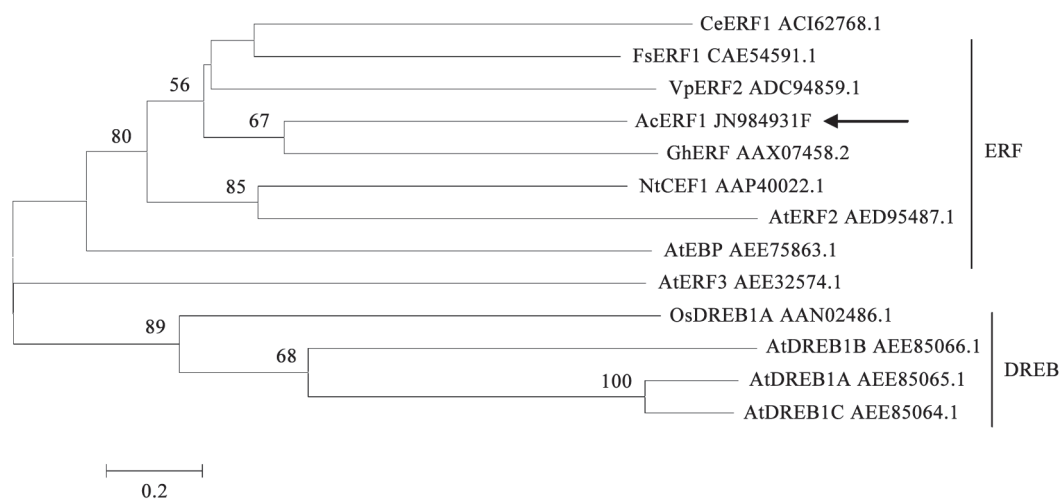 CeERF1 ACI62768.1
FsERF1 CAE54591.1
56
VpERF2 ADC94859.1
67
AcERF1 JN984931F
80
GhERF AAX07458.2
ERF
85
NtCEF1 AAP40022.1
AtERF2 AED95487.1
AtEBP AEE75863.1
AtERF3 AEE32574.1
OsDREB1A AAN02486.1
89
AtDREB1B AEE85066.1
68
DREB
100
AtDREB1A AEE85065.1
AtDREB1C AEE85064.1
0.2